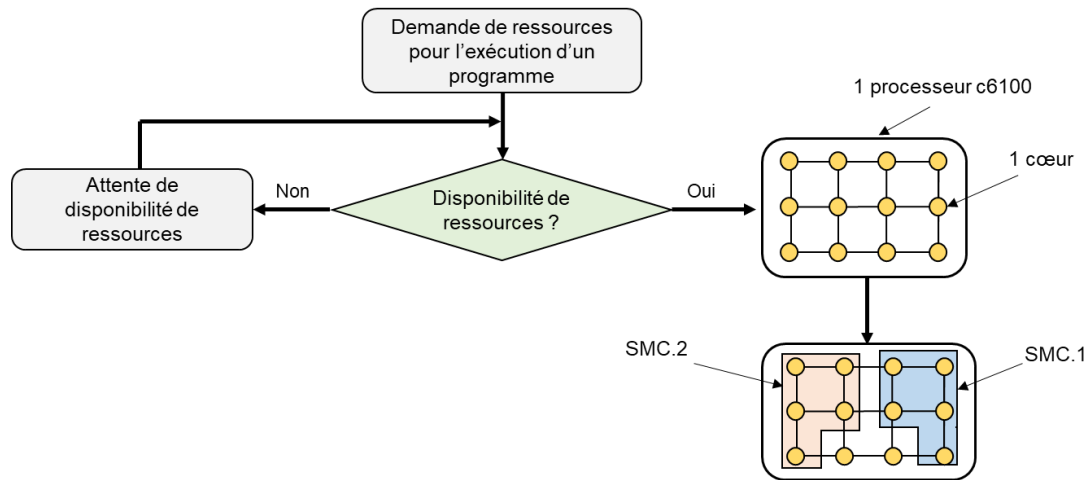 Demande de ressources
pour l’exécution d’un
programme
1 processeur c6100
1 cœur
Attente de
disponibilité de
ressources
Non
Disponibilité de
ressources ?
Oui
SMC.2
SMC.1